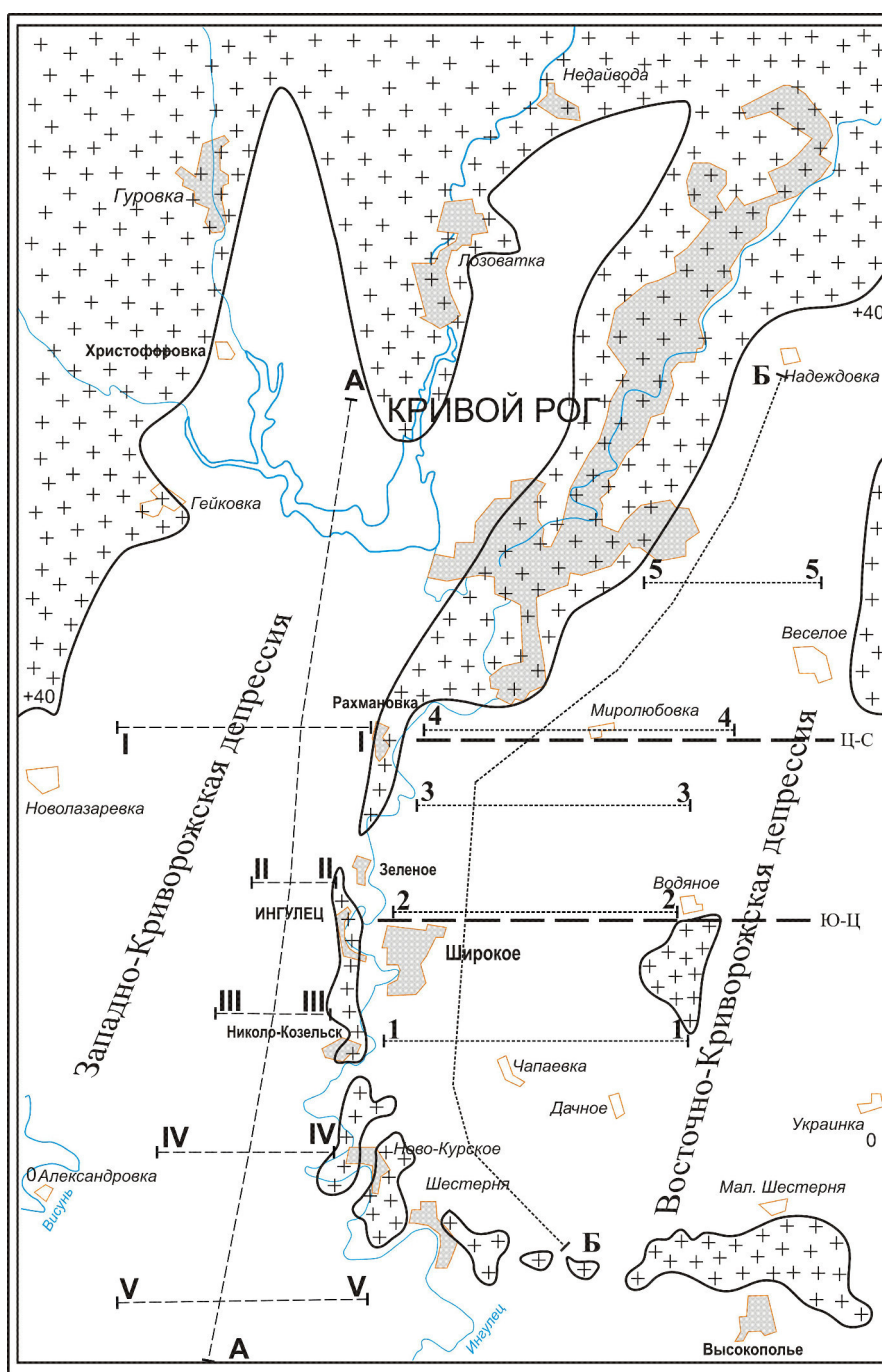 Недайвода
Гуровка
Лозоватка
+40
Христофоровка
Надеждовка
А
Б
КРИВОЙ РОГ
Гейковка
5 5
Веселое
+40
Рахмановка
Миролюбовка
4 4
I I
Ц-С
Новолазаревка
3 3
Западно-Криворожская депрессия
Восточно-Криворожская депрессия
Зеленое
II II
Водяное
ИНГУЛЕЦ
2 2
Ю-Ц
Широкое
III III
Николо-Козельск
1 1
Чапаевка
Дачное
Украинка
0
IV IV
Ново-Курское
0
Александровка
Висунь
Шестерня
Мал. Шестерня
Б
V V
Ингулец
Высокополье
А